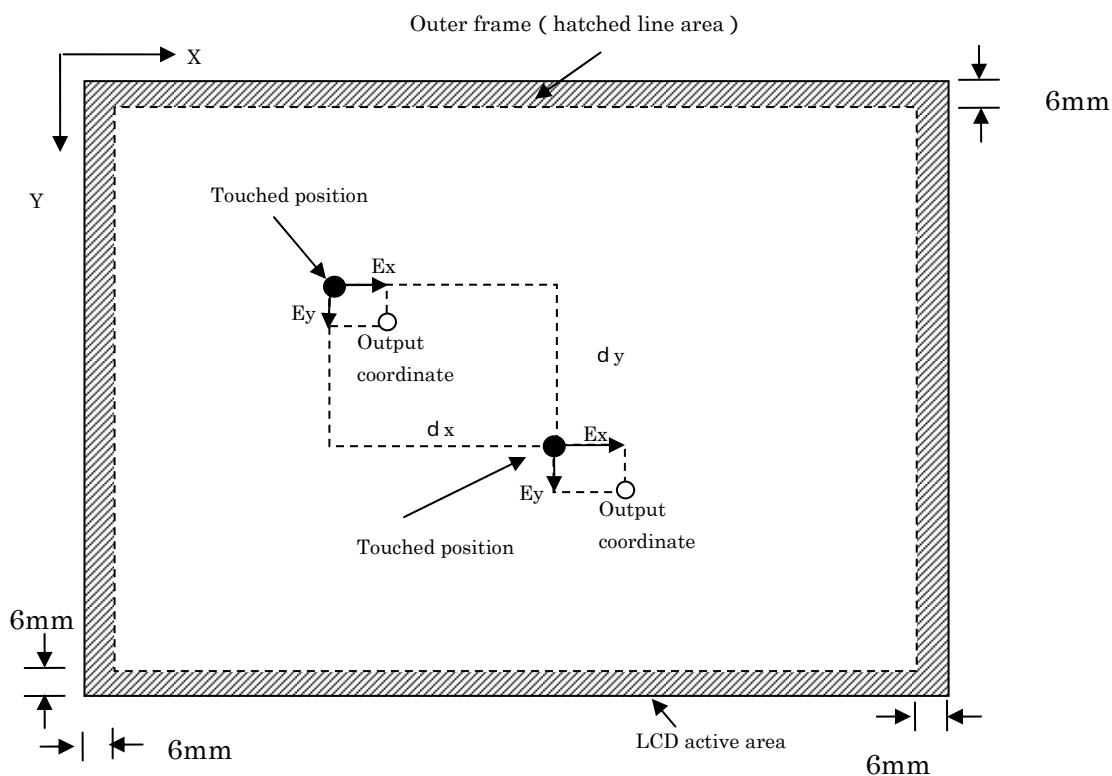 Outer frame ( hatched line area )
X
6mm
Y
Touched position
Ex
Ey
Output
coordinate
d y
d x
Ex
Ey
Output
coordinate
Touched position
6mm
LCD active area
6mm
6mm